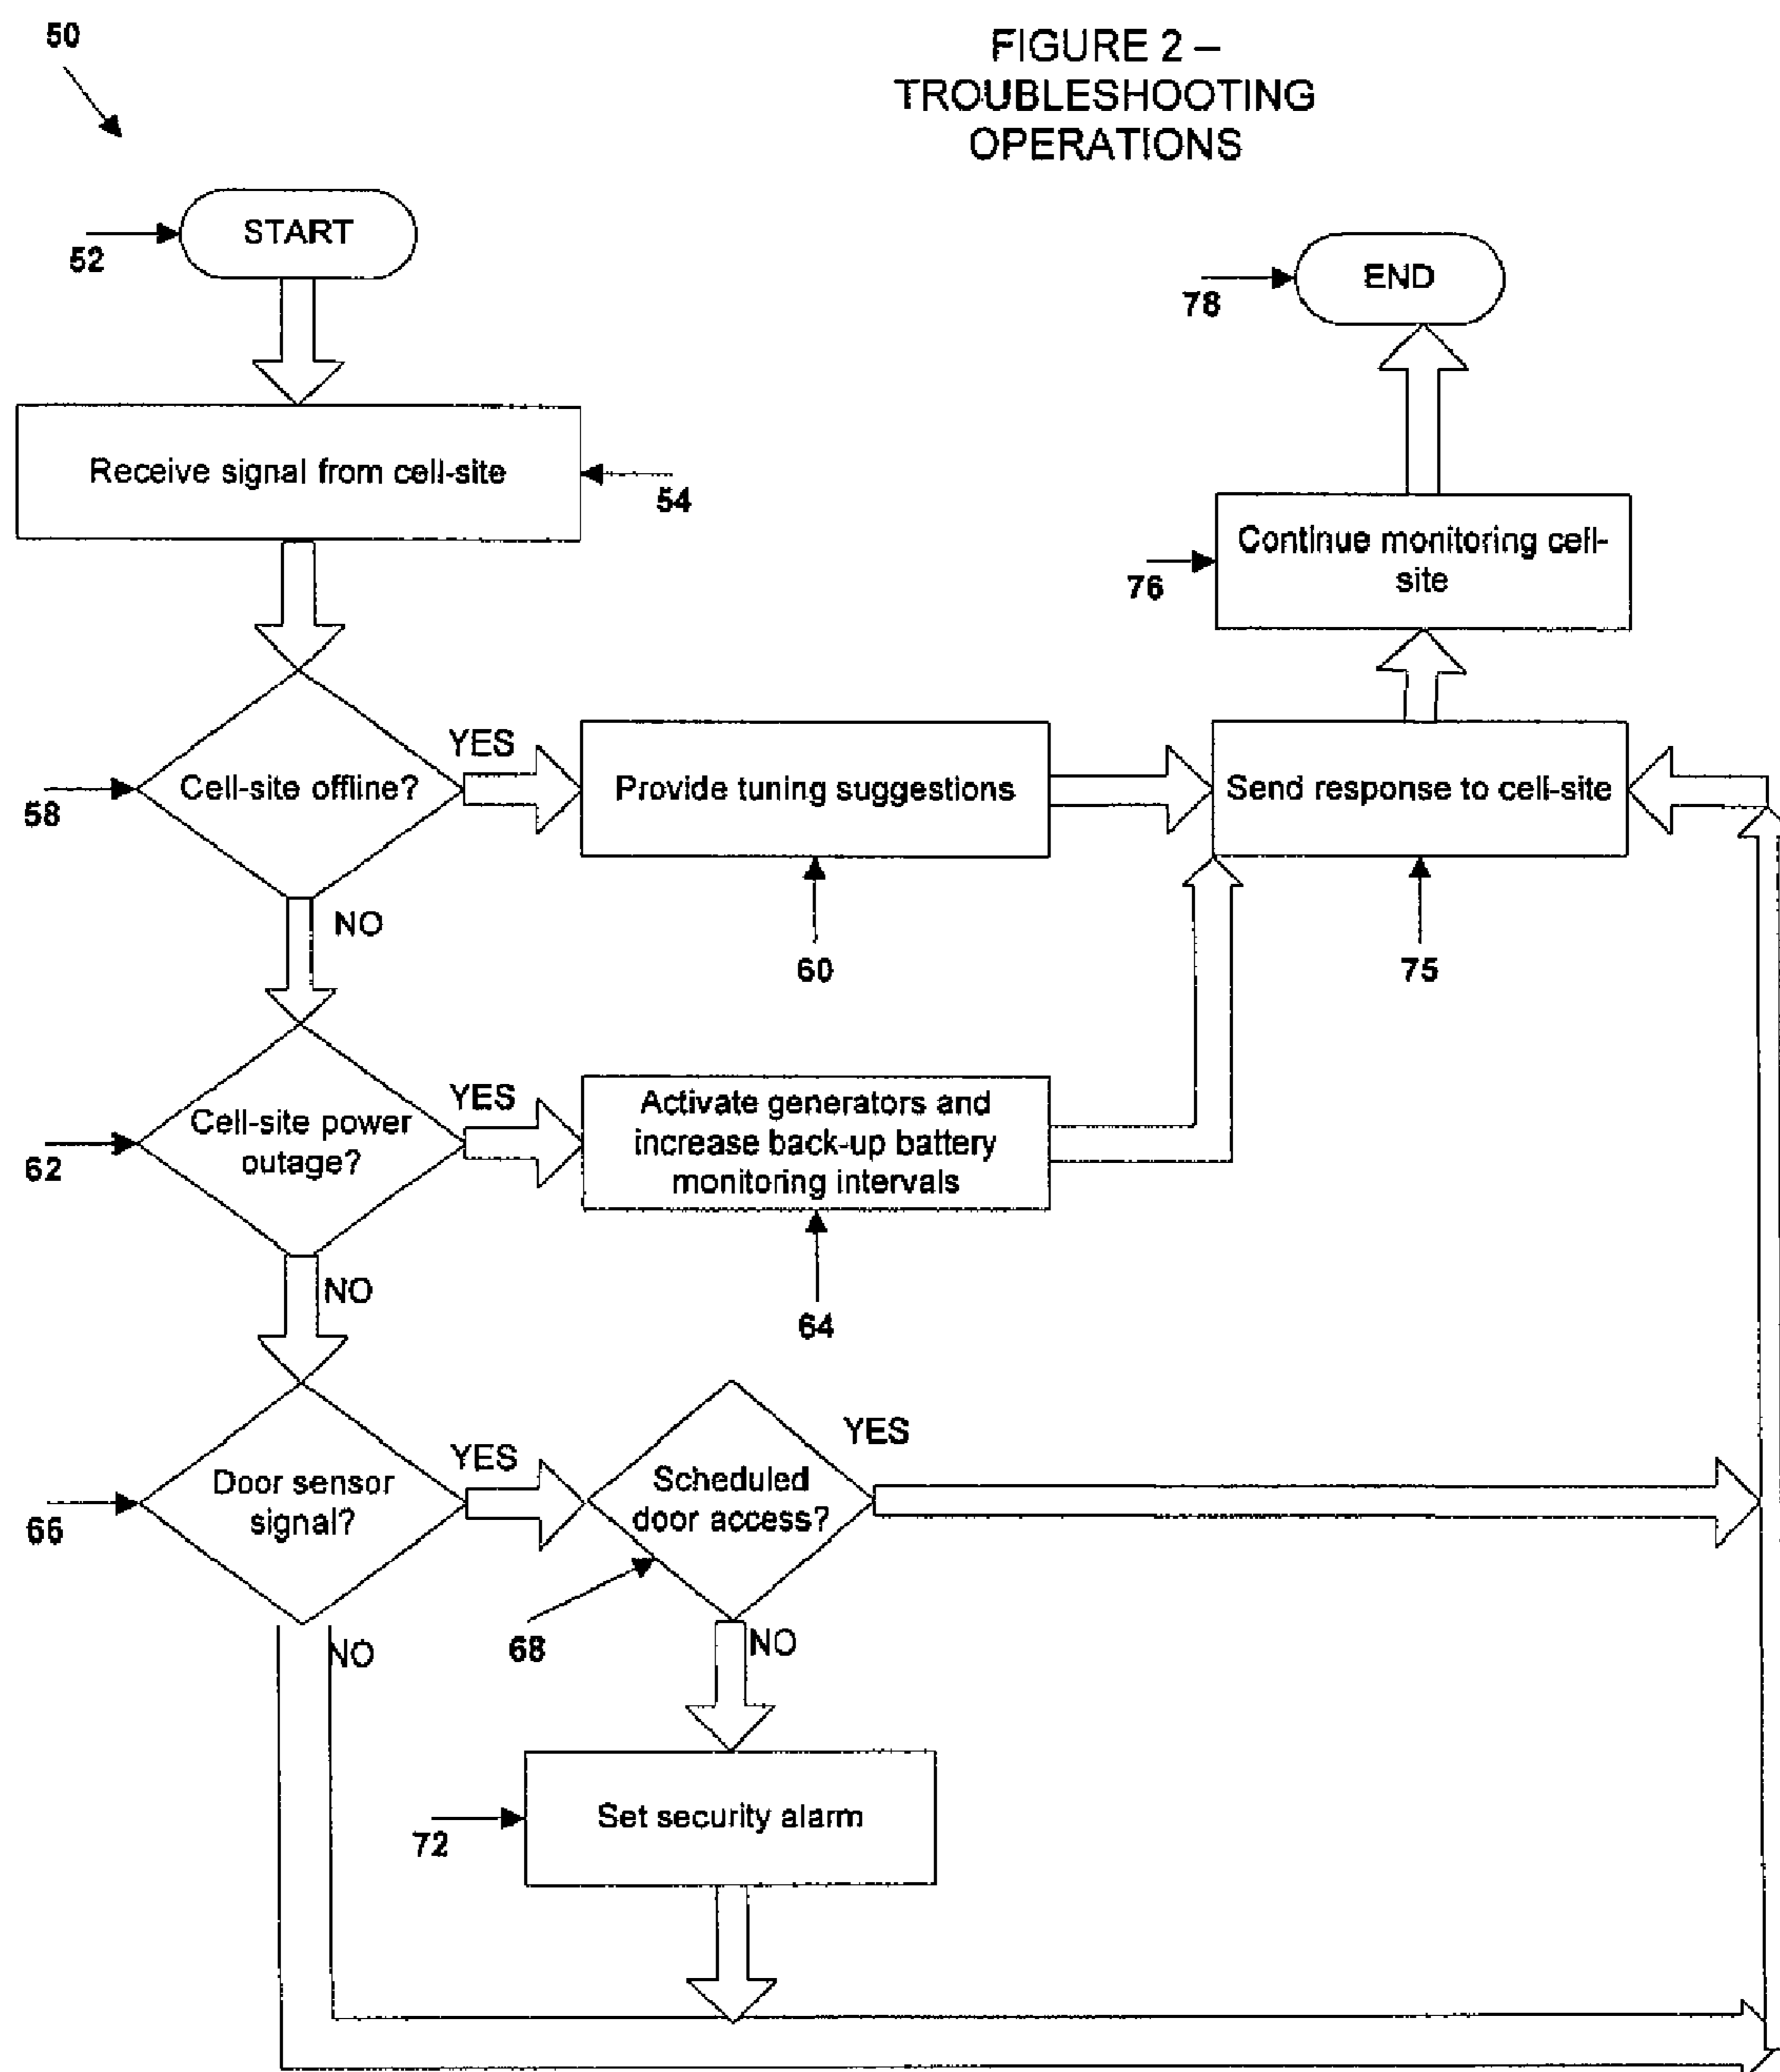 50
FIGURE 2 –
TROUBLESHOOTING
OPERATIONS
START
52
END
78
Receive signal from cell-site
54
Continue monitoring cell-
site
76
Cell-site offline?
58
YES
Provide tuning suggestions
60
Send response to cell-site
75
NO
Cell-site power
outage?
62
YES
Activate generators and
increase back-up battery
monitoring intervals
64
NO
Door sensor
signal?
66
YES
Scheduled
door access?
68
YES
NO
NO
Set security alarm
72